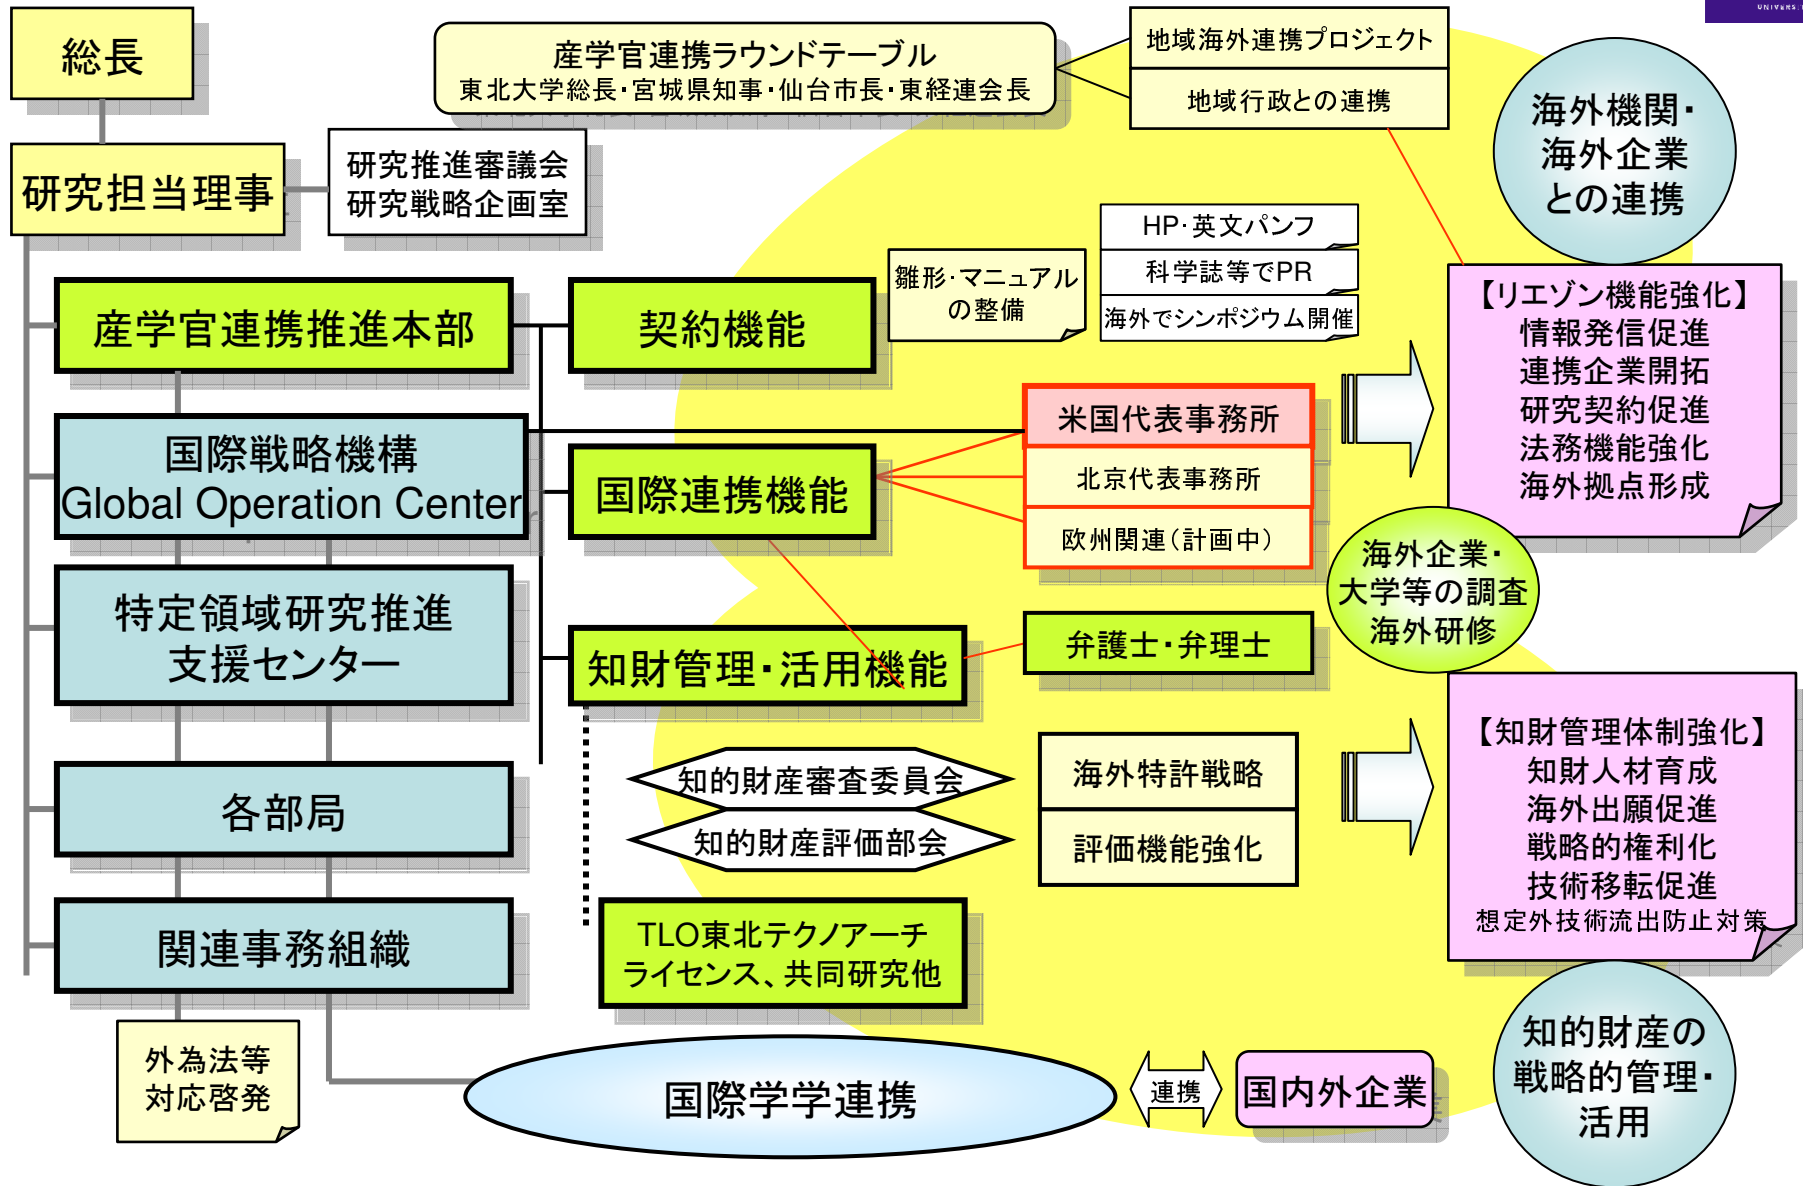 UNIVERS
総長
産学官連携ラウンドテーブル
東北大学総長・宮城県知事・仙台市長・東経連会長
地域海外連携プロジェクト
地域行政との連携
海外機関・
海外企業
との連携
研究担当理事
研究推進審議会
研究戦略企画室
HP・英文パンフ
科学誌等でPR
海外でシンポジウム開催
雛形・マニュアル
の整備
産学官連携推進本部
契約機能
【リエゾン機能強化】
情報発信促進
連携企業開拓
研究契約促進
法務機能強化
海外拠点形成
国際戦略機構
Global Operation Center
国際連携機能
米国代表事務所
北京代表事務所
欧州関連(計画中)
海外企業・
大学等の調査
海外研修
特定領域研究推進
支援センター
知財管理・活用機能
弁護士・弁理士
各部局
知的財産審査委員会
知的財産評価部会
海外特許戦略
評価機能強化
【知財管理体制強化】
知財人材育成
海外出願促進
戦略的権利化
技術移転促進
想定外技術流出防止対策
関連事務組織
TLO東北テクノアーチ
ライセンス、共同研究他
外為法等
対応啓発
国際学学連携
連携
国内外企業
知的財産の
戦略的管理・
活用